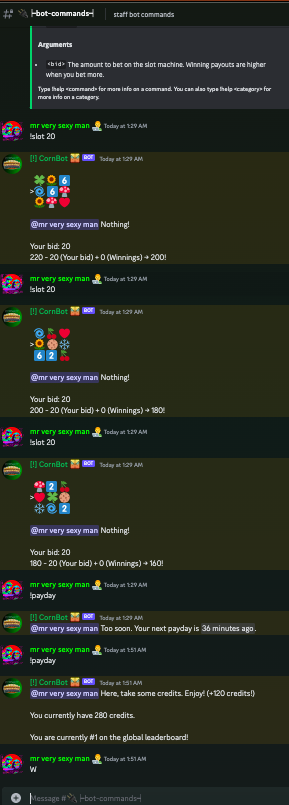 bot-commands
staff bot commands
Arguments
<bid> The amount to bet on the slot machine. Winning payouts are higher
when you bet more.
Type !help <command> for more info on a command. You can also type !help <category> for
more info on a category.
mr very sexy man Today at 1:29 AM
!slot 20
[!] CornBot BOT Today at 1:29 AM
6
> 6
@mr very sexy man Nothing!
Your bid: 20
220 - 20 (Your bid) + 0 (Winnings) → 200!
mr very sexy man Today at 1:29 AM
!slot 20
[!] CornBot BOT Today at 1:29 AM
>
6 2
@mr very sexy man Nothing!
Your bid: 20
200 - 20 (Your bid) + 0 (Winnings) → 180!
mr very sexy man Today at 1:29 AM
!slot 20
[!] CornBot BOT Today at 1:29 AM
2
>
2
@mr very sexy man Nothing!
Your bid: 20
180 - 20 (Your bid) + 0 (Winnings) → 160!
mr very sexy man Today at 1:29 AM
!payday
[!] CornBot BOT Today at 1:29 AM
@mr very sexy man Too soon. Your next payday is 36 minutes ago.
mr very sexy man Today at 1:51 AM
!payday
[!] CornBot BOT Today at 1:51 AM
@mr very sexy man Here, take some credits. Enjoy! (+120 credits!)
You currently have 280 credits.
You are currently #1 on the global leaderboard!
mr very sexy man Today at 1:51 AM
W
Message #bot-commands